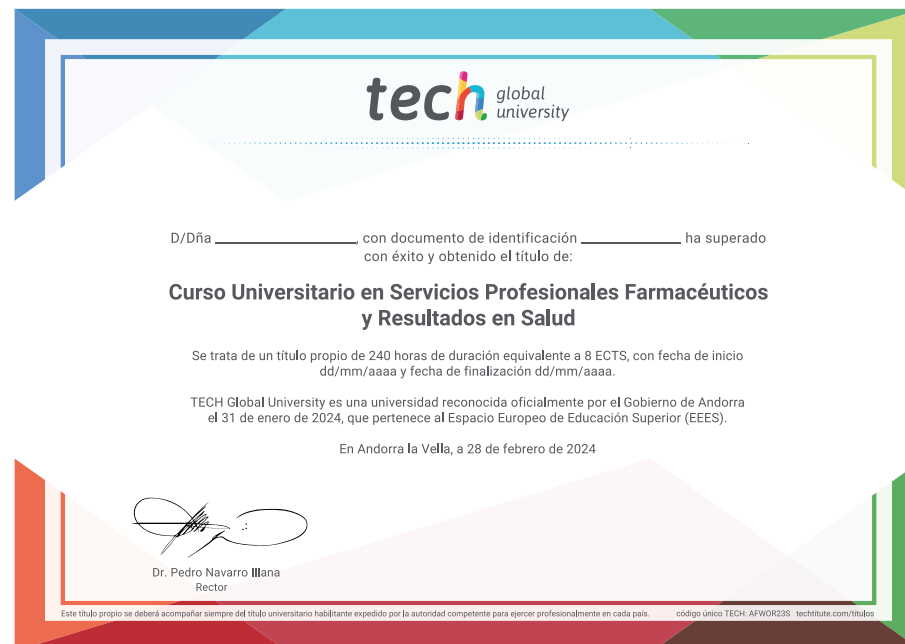 tech global university
D/Dña ____________________, con documento de identificación ______________ ha superado
con éxito y obtenido el título de:
Curso Universitario en Servicios Profesionales Farmacéuticos
y Resultados en Salud
Se trata de un título propio de 240 horas de duración equivalente a 8 ECTS, con fecha de inicio
dd/mm/aaaa y fecha de finalización dd/mm/aaaa.
TECH Global University es una universidad reconocida oficialmente por el Gobierno de Andorra
el 31 de enero de 2024, que pertenece al Espacio Europeo de Educación Superior (EEES).
En Andorra la Vella, a 28 de febrero de 2024
Dr. Pedro Navarro Illana
Rector
Este título propio se deberá acompañar siempre del título universitario habilitante expedido por la autoridad competente para ejercer profesionalmente en cada país. código único TECH: AFWOR23S techtitute.com/titulos